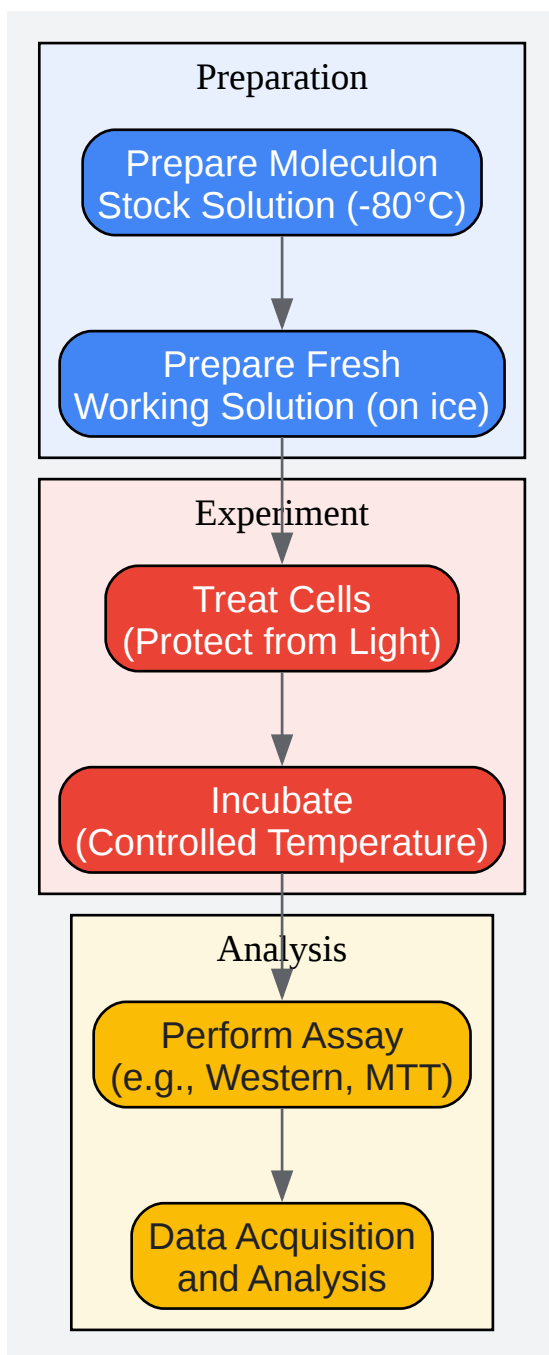 Preparation
Prepare Moleculon
Stock Solution (-80°C)
Prepare Fresh
Working Solution (on ice)
Experiment
Treat Cells
(Protect from Light)
Incubate
(Controlled Temperature)
Analysis
Perform Assay
(e.g., Western, MTT)
Data Acquisition
and Analysis